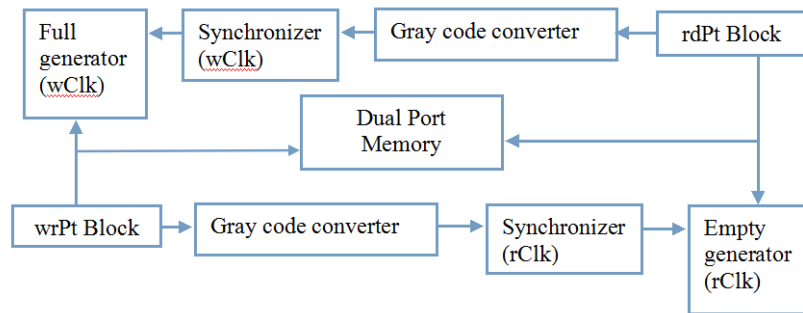 Full
generator
(wClk)
Synchronizer
(wClk)
Gray code converter
rdPt Block
Dual Port
Memory
wrPt Block
Gray code converter
Synchronizer
(rClk)
Empty
generator
(rClk)